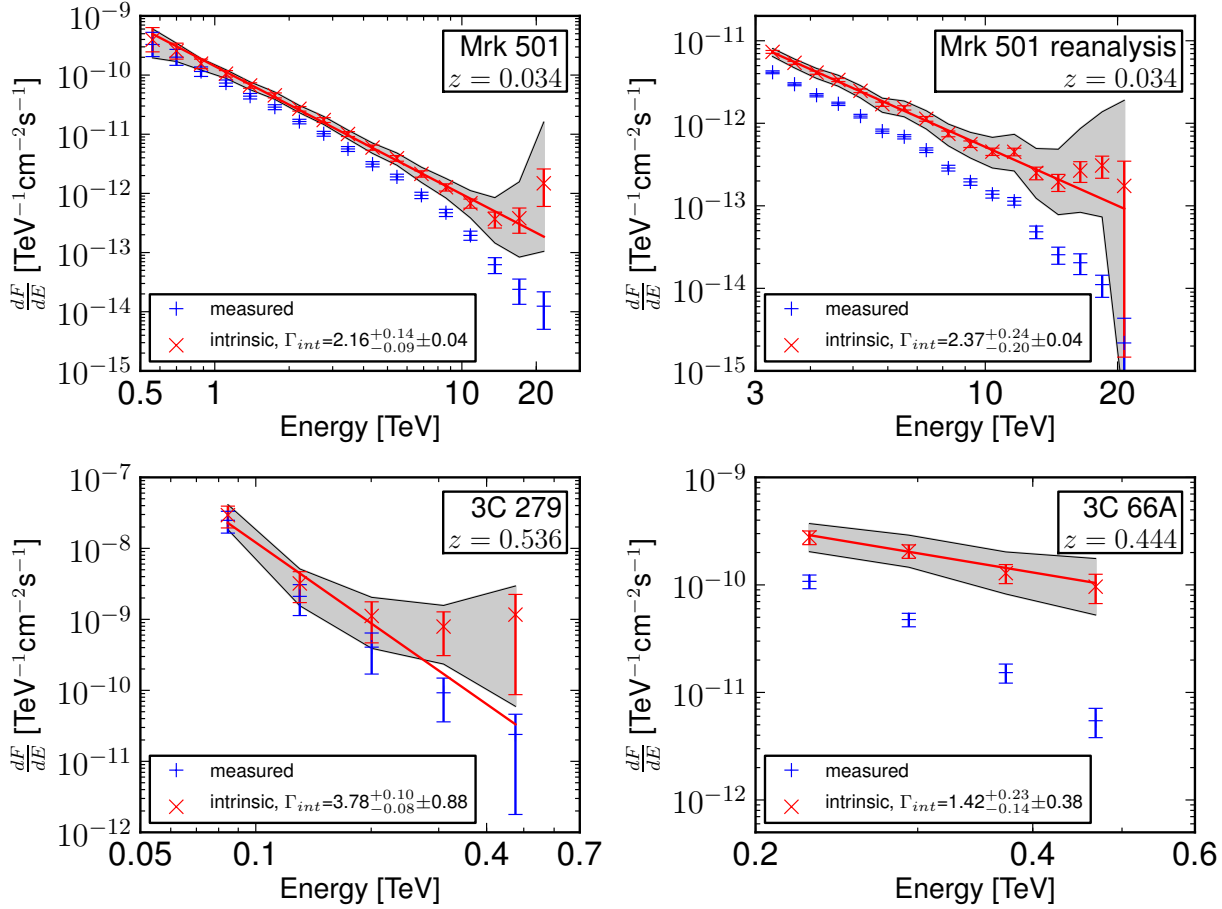 Mrk 501
z = 0.034
10⁻⁹
10⁻¹⁰
10⁻¹¹
10⁻¹²
10⁻¹³
10⁻¹⁴
10⁻¹⁵
dF/dE [TeV⁻¹cm⁻²s⁻¹]
measured
intrinsic, Γ_int=2.16^{+0.14}_{−0.09}±0.04
0.5 1 10 20
Energy [TeV]
Mrk 501 reanalysis
z = 0.034
10⁻¹¹
10⁻¹²
10⁻¹³
10⁻¹⁴
10⁻¹⁵
dF/dE [TeV⁻¹cm⁻²s⁻¹]
measured
intrinsic, Γ_int=2.37^{+0.24}_{−0.20}±0.04
3 10 20
Energy [TeV]
3C 279
z = 0.536
10⁻⁷
10⁻⁸
10⁻⁹
10⁻¹⁰
10⁻¹¹
10⁻¹²
dF/dE [TeV⁻¹cm⁻²s⁻¹]
measured
intrinsic, Γ_int=3.78^{+0.10}_{−0.08}±0.88
0.05 0.1 0.4 0.7
Energy [TeV]
3C 66A
z = 0.444
10⁻⁹
10⁻¹⁰
10⁻¹¹
10⁻¹²
dF/dE [TeV⁻¹cm⁻²s⁻¹]
measured
intrinsic, Γ_int=1.42^{+0.23}_{−0.14}±0.38
0.2 0.4 0.6
Energy [TeV]